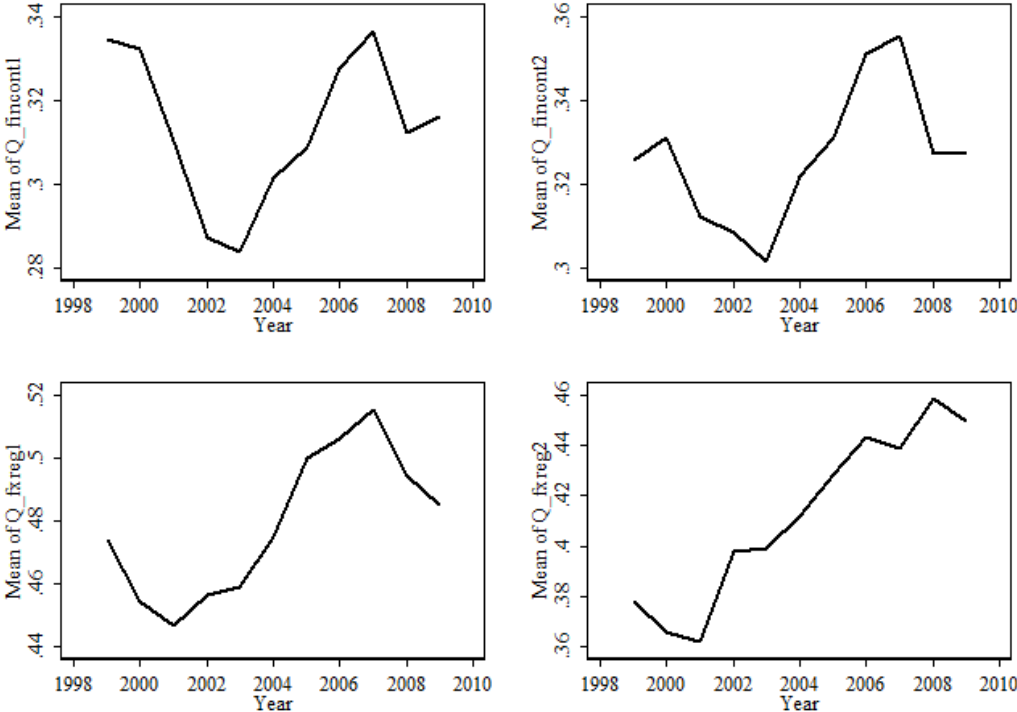 Mean of Q_fincont1
.34
.32
.3
.28
1998 2000 2002 2004 2006 2008 2010
Year
Mean of Q_fincont2
.36
.34
.32
.3
1998 2000 2002 2004 2006 2008 2010
Year
Mean of Q_fxreg1
.52
.5
.48
.46
.44
1998 2000 2002 2004 2006 2008 2010
Year
Mean of Q_fxreg2
.46
.44
.42
.4
.38
.36
1998 2000 2002 2004 2006 2008 2010
Year